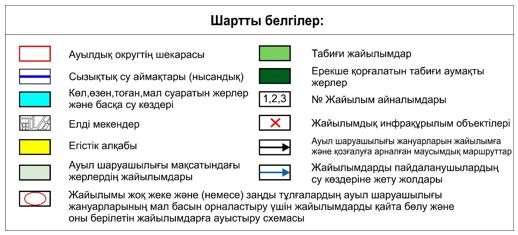 Шартты белгілер:
Ауылдық округтің шекарасы
Сызықтық су аймақтары (нысандық)
Көл,өзен,тоған,мал суаратын жерлер
және басқа су көздері
Елді мекендер
Егістік алқабы
Ауыл шаруашылығы мақсатындағы
жерлердің жайылымдары
Табиғи жайылымдар
Ерекше қорғалатын табиғи аумақты
жерлер
1,2,3 № Жайылым айналымдары
Жайылымдық инфрақұрылым объектілері
Ауыл шаруашылығы жануарларын жайылымға
және қозғалуға арналған маусымдық маршруттар
Жайылымдарды пайдаланушылардың
су көздеріне жету жолдары
Жайылымы жоқ жеке және (немесе) заңды тұлғалардың ауыл шаруашылығы
жануарларының мал басын орналастыру үшін жайылымдарды қайта бөлу және
оны берілетін жайылымдарға ауыстыру схемасы